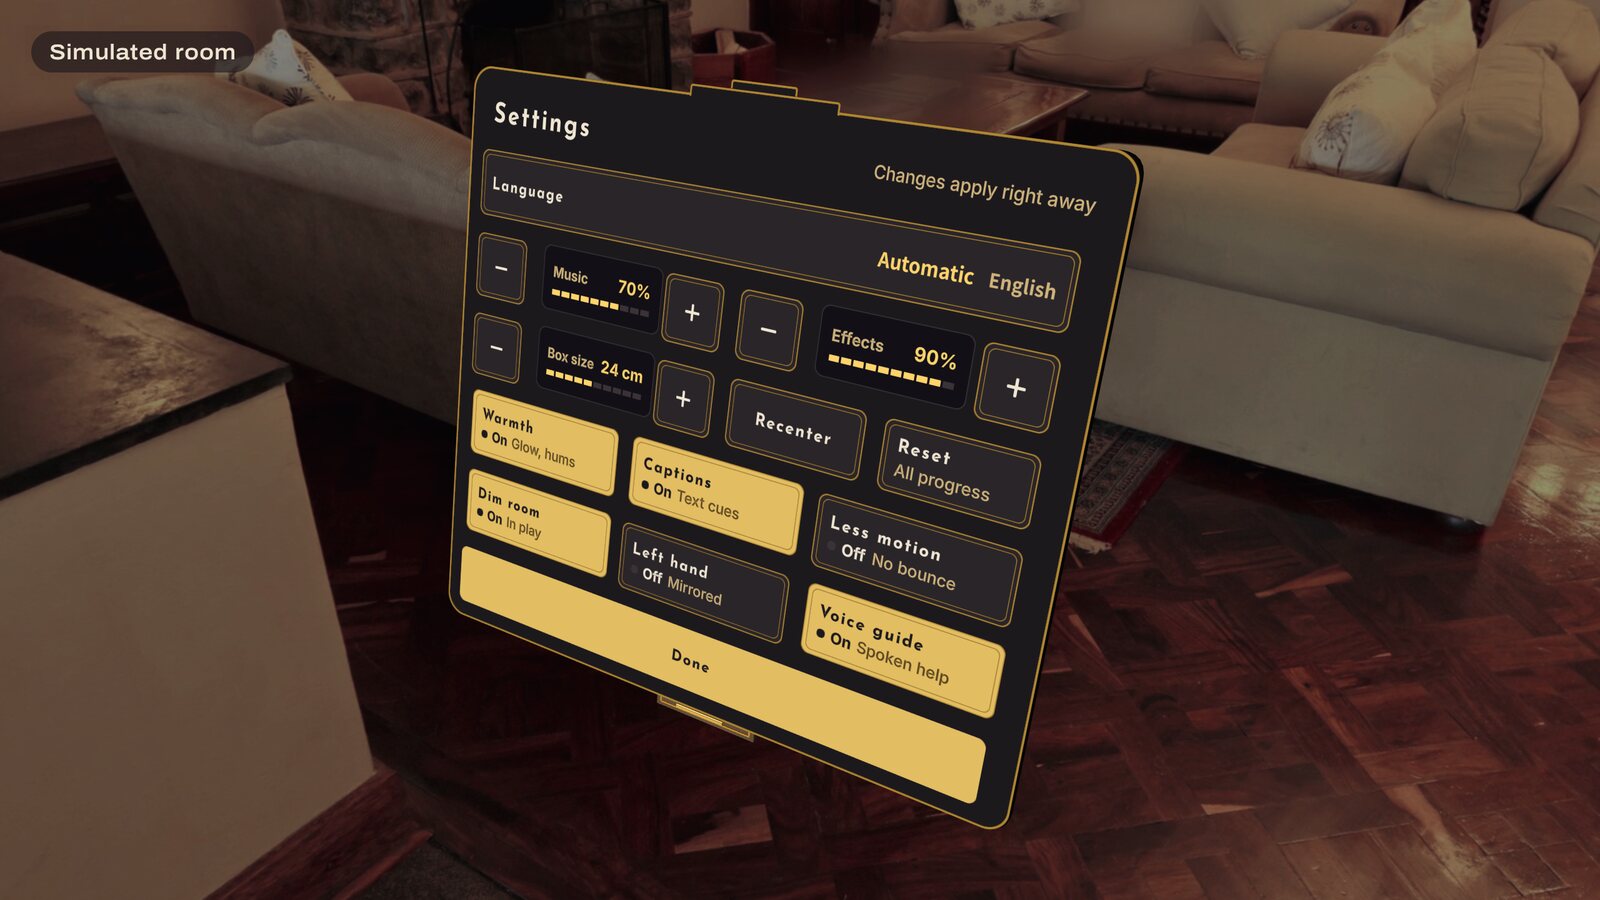 Simulated room
Settings
Changes apply right away
Language
Automatic English
−
Music 70%
+
−
Effects 90%
+
−
Box size 24 cm
+
Recenter
Reset
All progress
Warmth
On Glow, hums
Captions
On Text cues
Less motion
Off No bounce
Dim room
On In play
Left hand
Off Mirrored
Voice guide
On Spoken help
Done